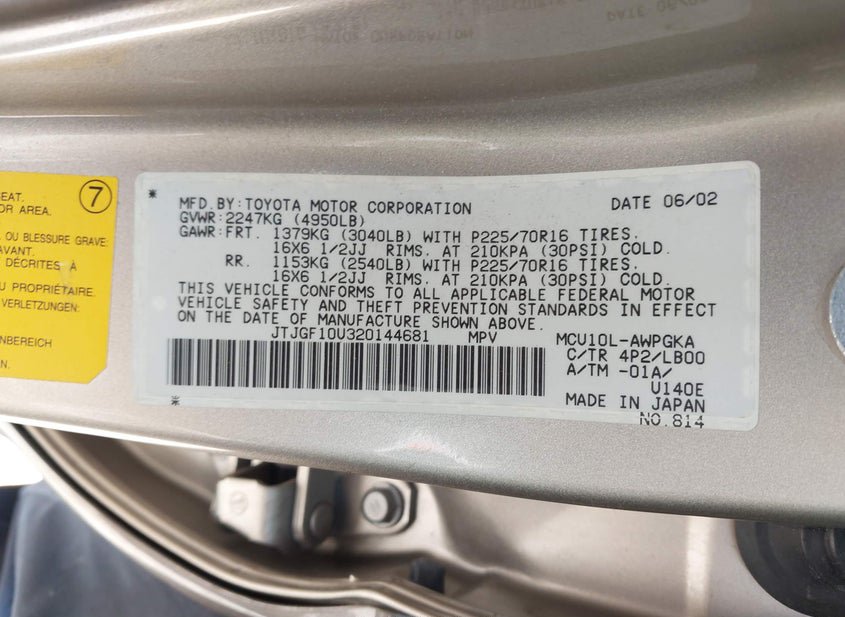 DATE 06/0
7
EAT.
OR AREA.
OU BLESSURE GRAVE
AVANT.
DÉCRITES À
U PROPRIÉTAIRE.
VERLETZUNGEN:
NBEREICH
MFD.BY:TOYOTA MOTOR CORPORATION DATE 06/02
GVWR:2247KG (4950LB)
GAWR:FRT. 1379KG (3040LB) WITH P225/70R16 TIRES.
16X6 1/2JJ RIMS. AT 210KPA (30PSI) COLD.
RR. 1153KG (2540LB) WITH P225/70R16 TIRES.
16X6 1/2JJ RIMS. AT 210KPA (30PSI) COLD.
THIS VEHICLE CONFORMS TO ALL APPLICABLE FEDERAL MOTOR
VEHICLE SAFETY AND THEFT PREVENTION STANDARDS IN EFFECT
ON THE DATE OF MANUFACTURE SHOWN ABOVE.
JTJGF10U320144681 MPV MCU10L-AWPGKA
C/TR 4P2/LB00
A/TM -01A/
U140E
MADE IN JAPAN
NO.814